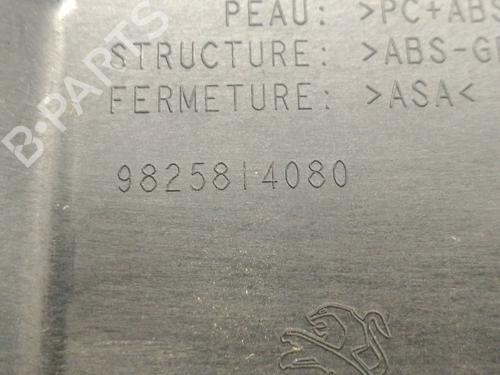 PEAU: >PC+ABS
STRUCTURE: >ABS-G
FERMETURE: >ASA<
9825814080
B-PARTS